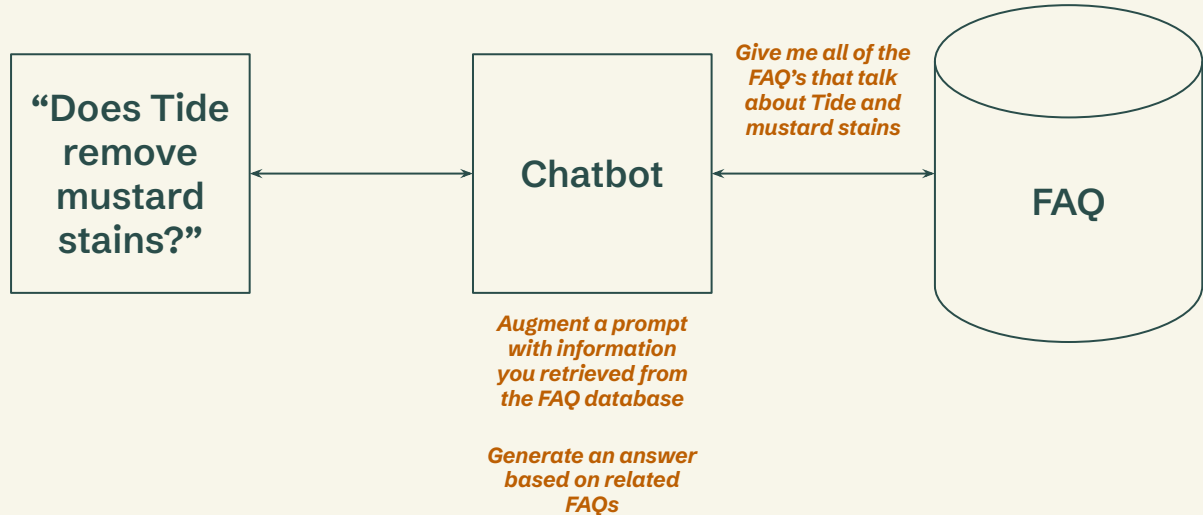 “Does Tide
remove
mustard
stains?”
Chatbot
Give me all of the
FAQ’s that talk
about Tide and
mustard stains
FAQ
Augment a prompt
with information
you retrieved from
the FAQ database
Generate an answer
based on related
FAQs